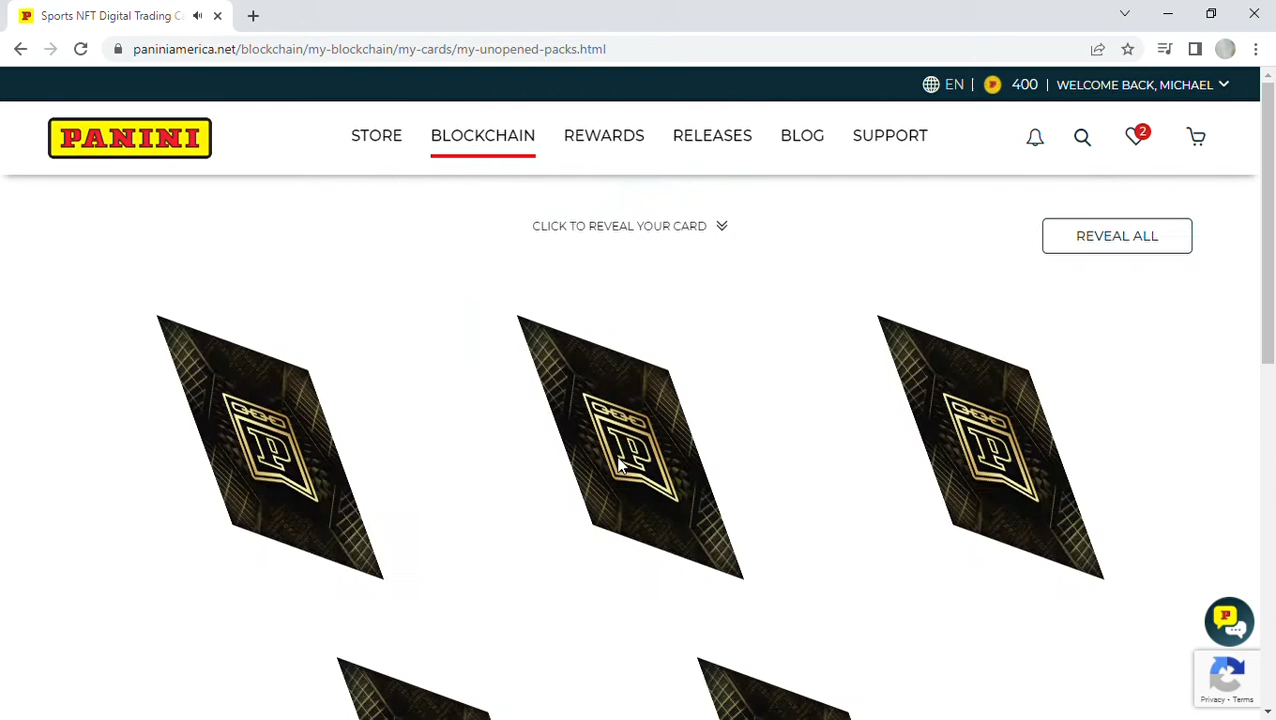 Sports NFT Digital Trading Ca
paniniamerica.net/blockchain/my-blockchain/my-cards/my-unopened-packs.html
EN | 400 | WELCOME BACK, MICHAEL
PANINI
STORE BLOCKCHAIN REWARDS RELEASES BLOG SUPPORT
2
CLICK TO REVEAL YOUR CARD
REVEAL ALL
P P P
Privacy - Terms